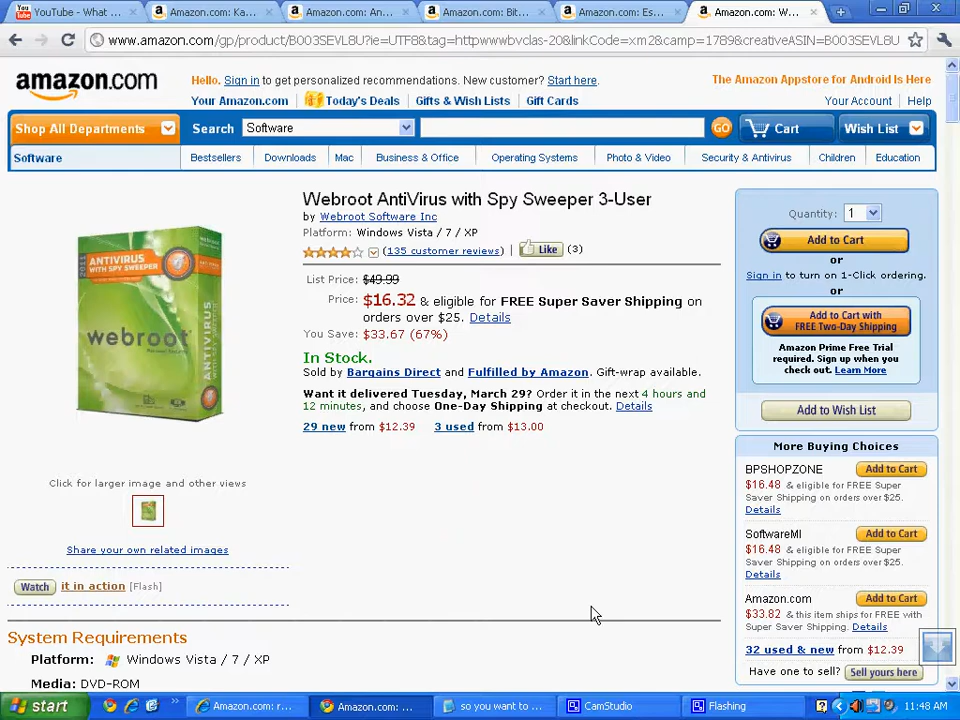 YouTube - What ...
Amazon.com: Ka...
Amazon.com: An...
Amazon.com: Bit...
Amazon.com: Es...
Amazon.com: W...
www.amazon.com/gp/product/B003SEVL8U?ie=UTF8&tag=httpwwwbvclas-20&linkCode=xm2&camp=1789&creativeASIN=B003SEVL8U
amazon.com
Hello. Sign in to get personalized recommendations. New customer? Start here.
The Amazon Appstore for Android Is Here
Your Amazon.com
Today's Deals
Gifts & Wish Lists
Gift Cards
Your Account
Help
Shop All Departments
Search
Software
GO
Cart
Wish List
Software
Bestsellers
Downloads
Mac
Business & Office
Operating Systems
Photo & Video
Security & Antivirus
Children
Education
2011
ANTIVIRUS
WITH SPY SWEEPER
webroot
ANTIVIRUS
Click for larger image and other views
Share your own related images
Watch it in action [Flash]
Webroot AntiVirus with Spy Sweeper 3-User
by Webroot Software Inc
Platform: Windows Vista / 7 / XP
(135 customer reviews) | Like (3)
List Price: $49.99
Price: $16.32 & eligible for FREE Super Saver Shipping on
orders over $25. Details
You Save: $33.67 (67%)
In Stock.
Sold by Bargains Direct and Fulfilled by Amazon. Gift-wrap available.
Want it delivered Tuesday, March 29? Order it in the next 4 hours and
12 minutes, and choose One-Day Shipping at checkout. Details
29 new from $12.39 3 used from $13.00
Quantity: 1
Add to Cart
or
Sign in to turn on 1-Click ordering.
or
Add to Cart with
FREE Two-Day Shipping
Amazon Prime Free Trial
required. Sign up when you
check out. Learn More
Add to Wish List
More Buying Choices
BPSHOPZONE
Add to Cart
$16.48 & eligible for FREE Super
Saver Shipping on orders over $25.
Details
SoftwareMI
Add to Cart
$16.48 & eligible for FREE Super
Saver Shipping on orders over $25.
Details
Amazon.com
Add to Cart
$33.82 & this item ships for FREE with
Super Saver Shipping. Details
32 used & new from $12.39
Have one to sell? Sell yours here
System Requirements
Platform: Windows Vista / 7 / XP
Media: DVD-ROM
start
Amazon.com: r...
Amazon.com: ...
so you want to ...
CamStudio
Flashing
11:48 AM